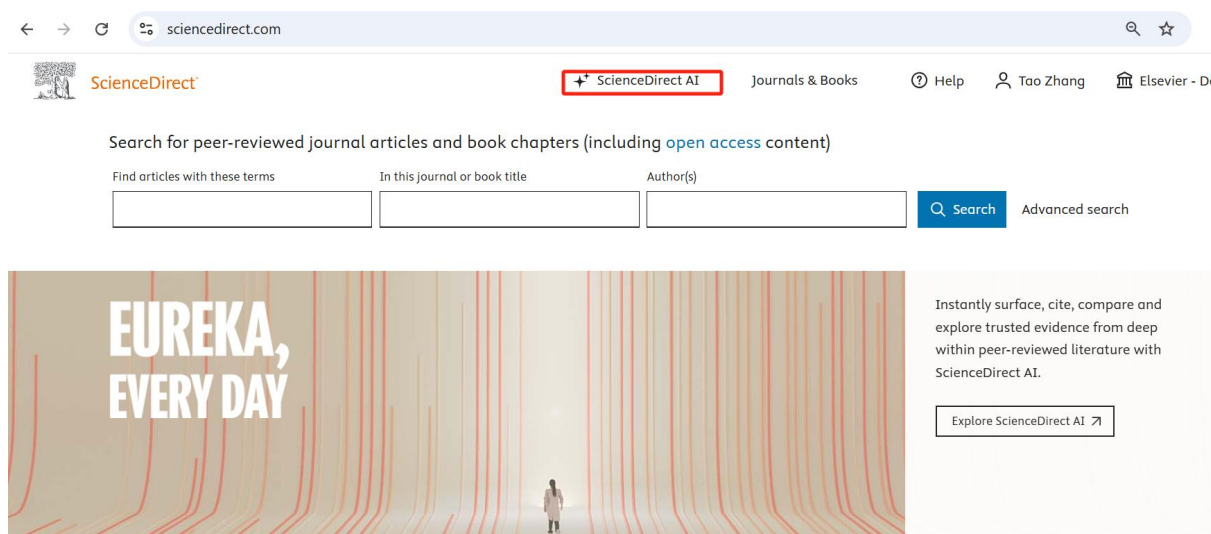 sciencedirect.com
ScienceDirect
ScienceDirect AI
Journals & Books
Help
Tao Zhang
Elsevier - D
Search for peer-reviewed journal articles and book chapters (including open access content)
Find articles with these terms
In this journal or book title
Author(s)
Search
Advanced search
EUREKA,
EVERY DAY
Instantly surface, cite, compare and
explore trusted evidence from deep
within peer-reviewed literature with
ScienceDirect AI.
Explore ScienceDirect AI